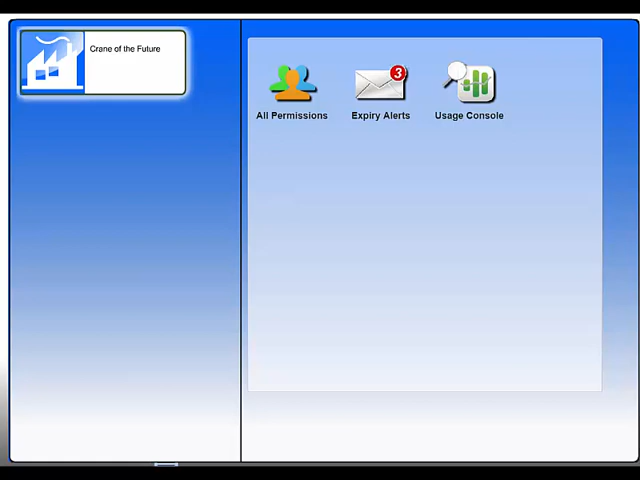 Crane of the Future
3
All Permissions
Expiry Alerts
Usage Console